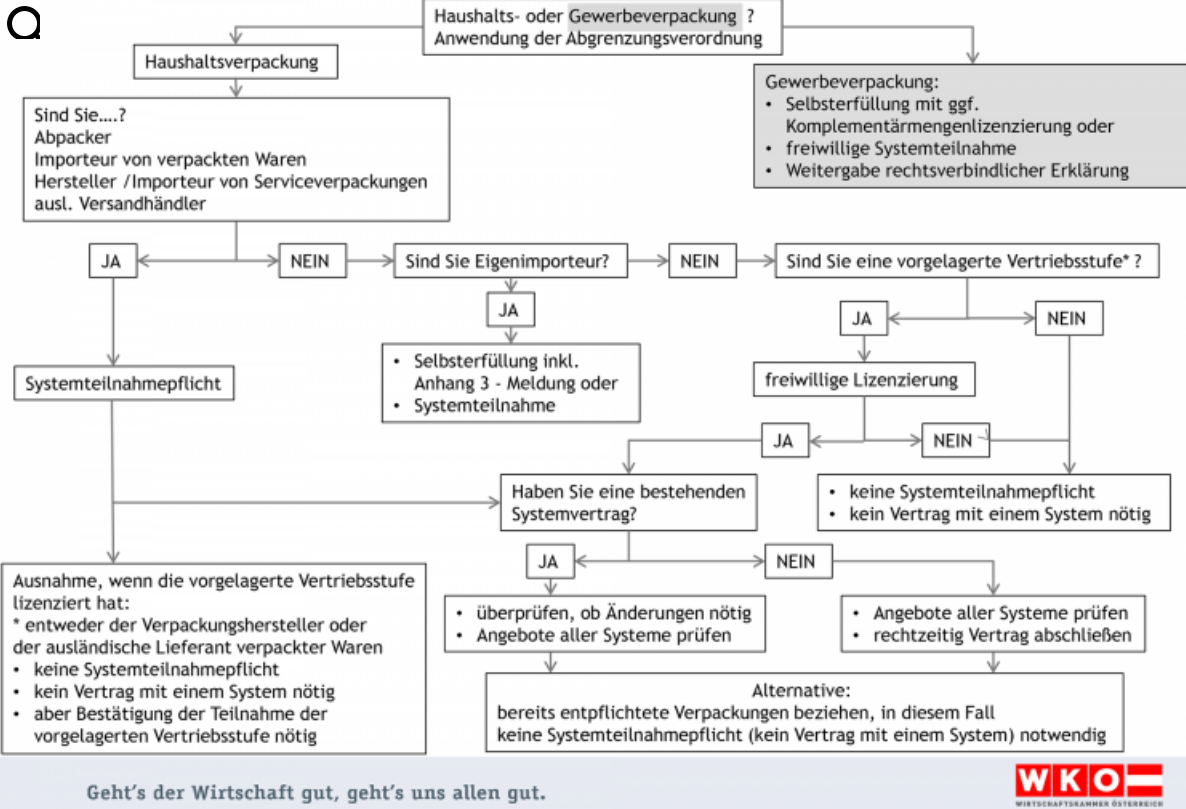 Haushalts- oder Gewerbeverpackung ?
Anwendung der Abgrenzungsverordnung
Haushaltsverpackung
Gewerbeverpackung:
• Selbsterfüllung mit ggf.
Komplementärmengenlizenzierung oder
• freiwillige Systemteilnahme
• Weitergabe rechtsverbindlicher Erklärung
Sind Sie....?
Abpacker
Importeur von verpackten Waren
Hersteller /Importeur von Serviceverpackungen
ausl. Versandhändler
JA
NEIN
Sind Sie Eigenimporteur?
NEIN
Sind Sie eine vorgelagerte Vertriebsstufe* ?
JA
JA
NEIN
Systemteilnahmepflicht
• Selbsterfüllung inkl.
Anhang 3 - Meldung oder
• Systemteilnahme
freiwillige Lizenzierung
JA
NEIN
Haben Sie eine bestehenden
Systemvertrag?
• keine Systemteilnahmepflicht
• kein Vertrag mit einem System nötig
JA
NEIN
Ausnahme, wenn die vorgelagerte Vertriebsstufe
lizenziert hat:
* entweder der Verpackungshersteller oder
der ausländische Lieferant verpackter Waren
• keine Systemteilnahmepflicht
• kein Vertrag mit einem System nötig
• aber Bestätigung der Teilnahme der
vorgelagerten Vertriebsstufe nötig
• überprüfen, ob Änderungen nötig
• Angebote aller Systeme prüfen
• Angebote aller Systeme prüfen
• rechtzeitig Vertrag abschließen
Alternative:
bereits entpflichtete Verpackungen beziehen, in diesem Fall
keine Systemteilnahmepflicht (kein Vertrag mit einem System) notwendig
Geht's der Wirtschaft gut, geht's uns allen gut.
WKO
WIRTSCHAFTSKAMMER ÖSTERREICH